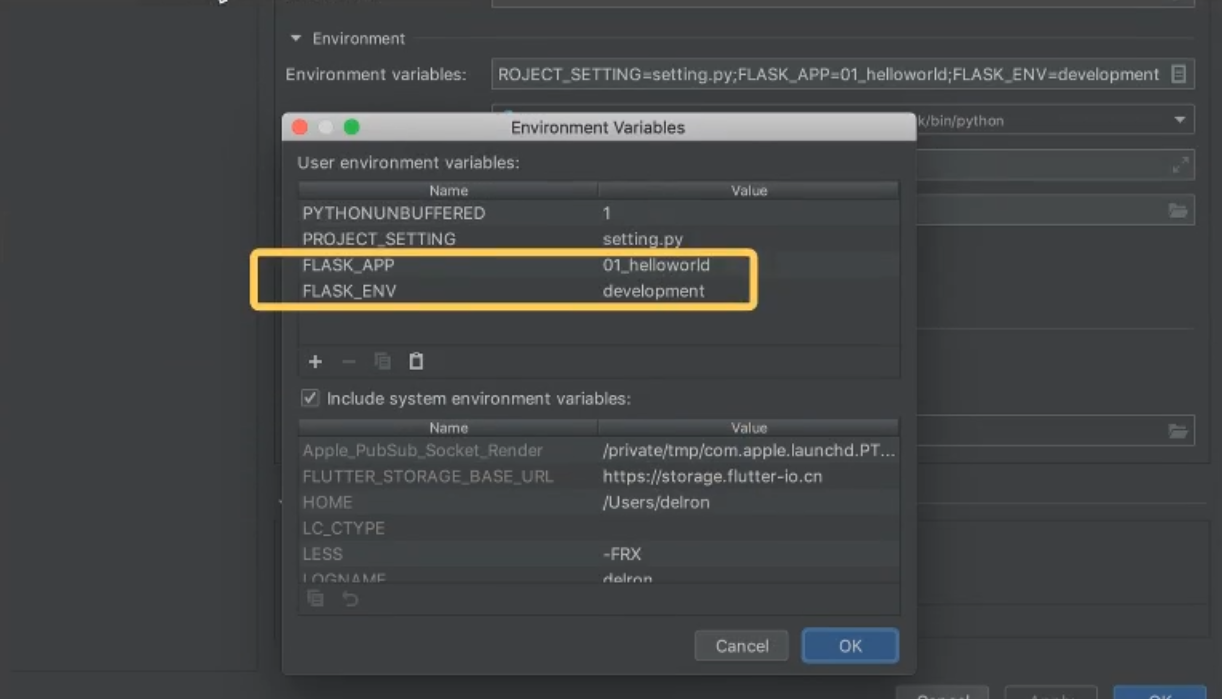 Environment
Environment variables: ROJECT_SETTING=setting.py;FLASK_APP=01_helloworld;FLASK_ENV=development
k/bin/python
Environment Variables
User environment variables:
Name Value
PYTHONUNBUFFERED 1
PROJECT_SETTING setting.py
FLASK_APP 01_helloworld
FLASK_ENV development
Include system environment variables:
Name Value
Apple_PubSub_Socket_Render /private/tmp/com.apple.launchd.PT...
FLUTTER_STORAGE_BASE_URL https://storage.flutter-io.cn
HOME /Users/delron
LC_CTYPE
LESS -FRX
LOGNAME delron
Cancel OK
Cancel Apply OK